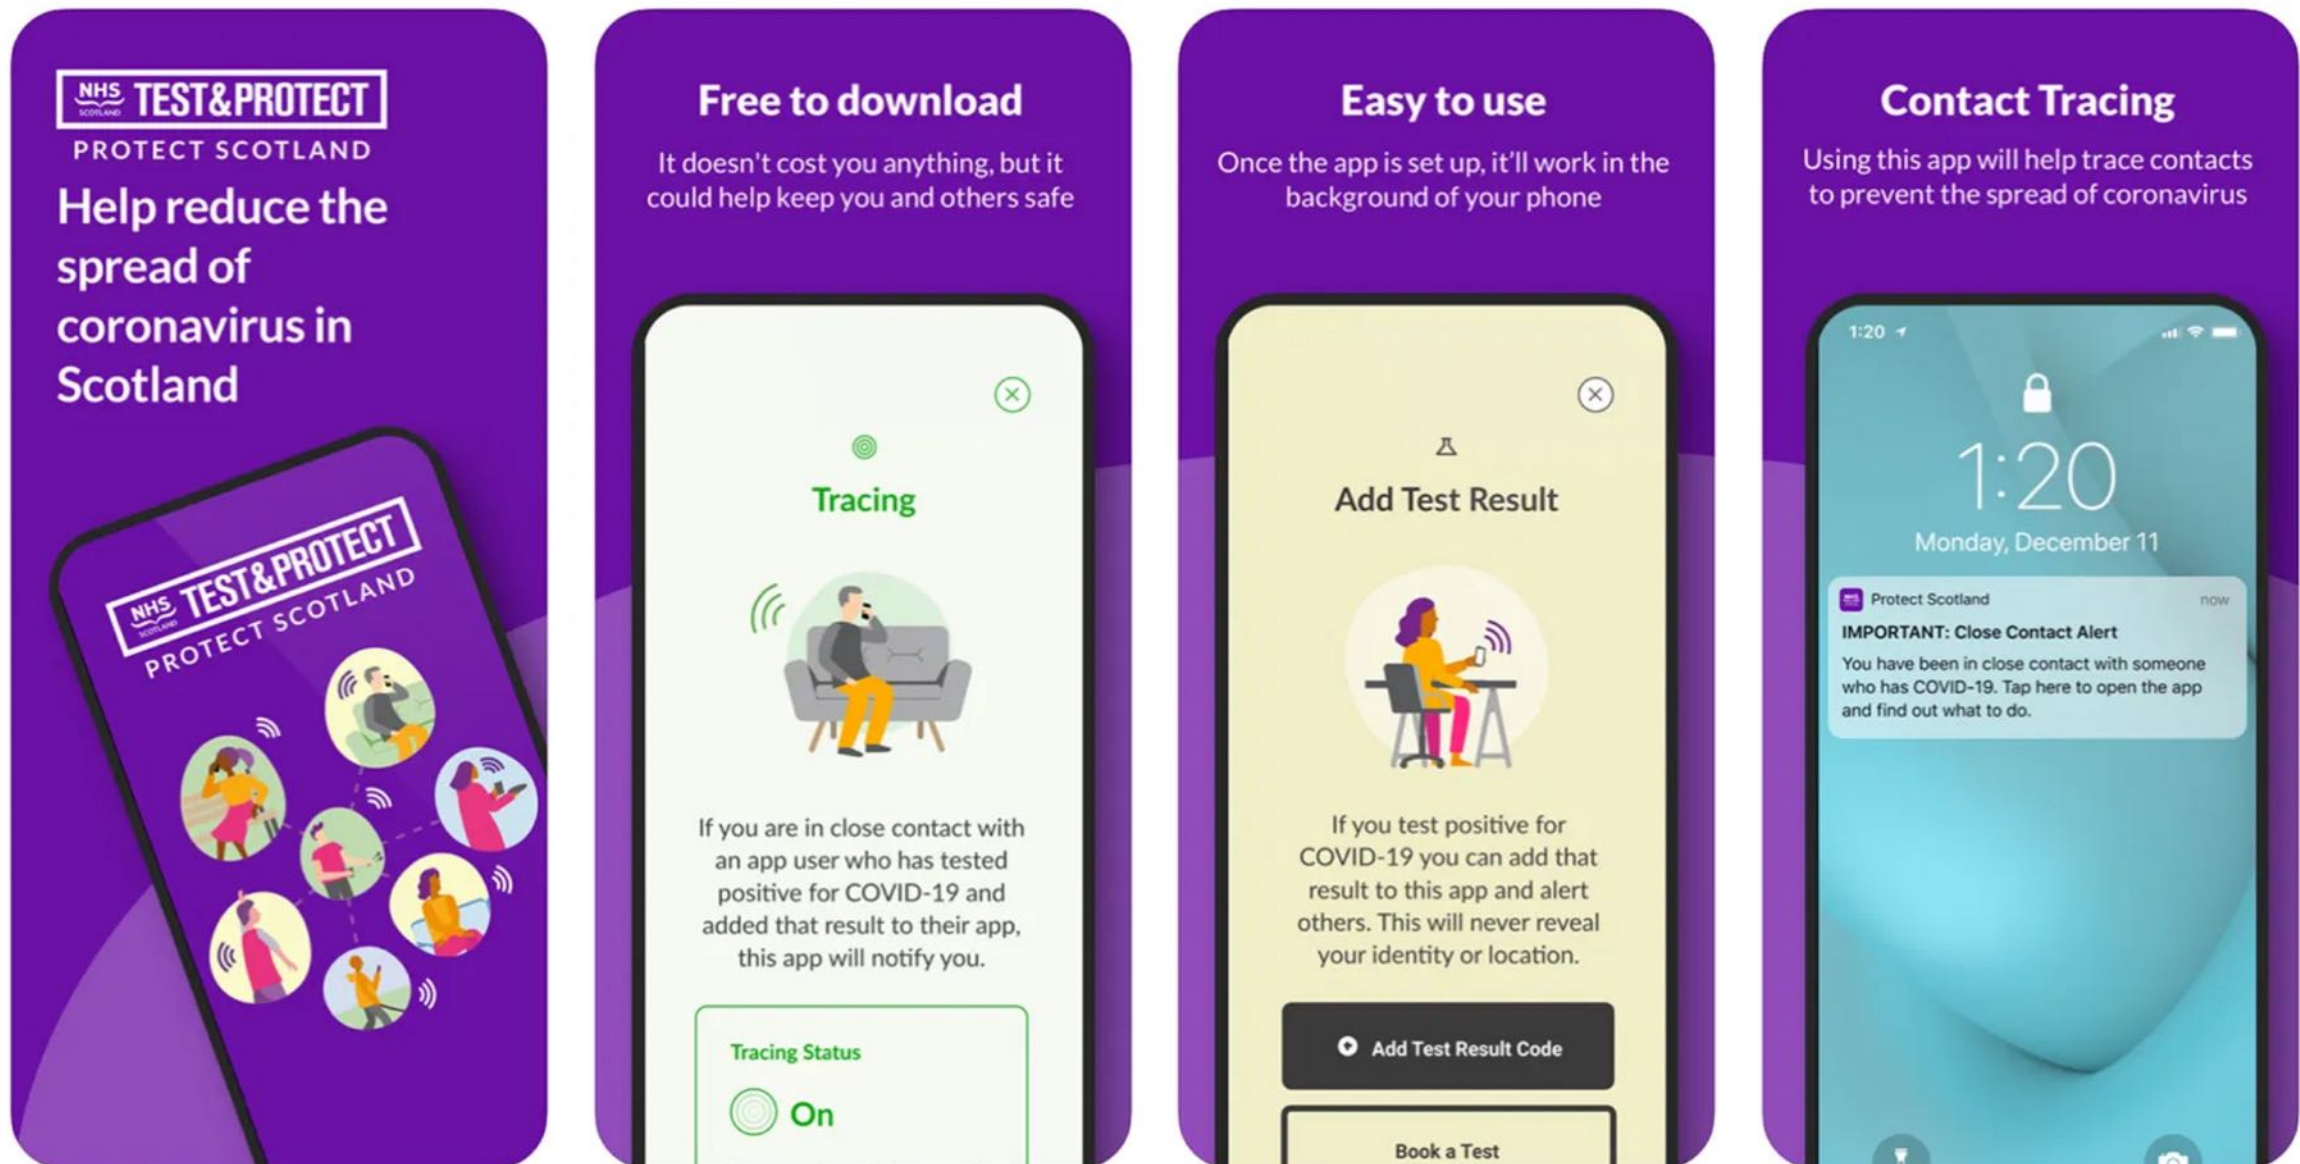 NHS
SCOTLAND
TEST&PROTECT
PROTECT SCOTLAND
Help reduce the
spread of
coronavirus in
Scotland
NHS
SCOTLAND
TEST&PROTECT
PROTECT SCOTLAND
Free to download
It doesn't cost you anything, but it
could help keep you and others safe
Tracing
If you are in close contact with
an app user who has tested
positive for COVID-19 and
added that result to their app,
this app will notify you.
Tracing Status
On
Easy to use
Once the app is set up, it’ll work in the
background of your phone
Add Test Result
If you test positive for
COVID-19 you can add that
result to this app and alert
others. This will never reveal
your identity or location.
Add Test Result Code
Book a Test
Contact Tracing
Using this app will help trace contacts
to prevent the spread of coronavirus
1:20
1:20
Monday, December 11
NHS
Protect Scotland
now
IMPORTANT: Close Contact Alert
You have been in close contact with someone
who has COVID-19. Tap here to open the app
and find out what to do.